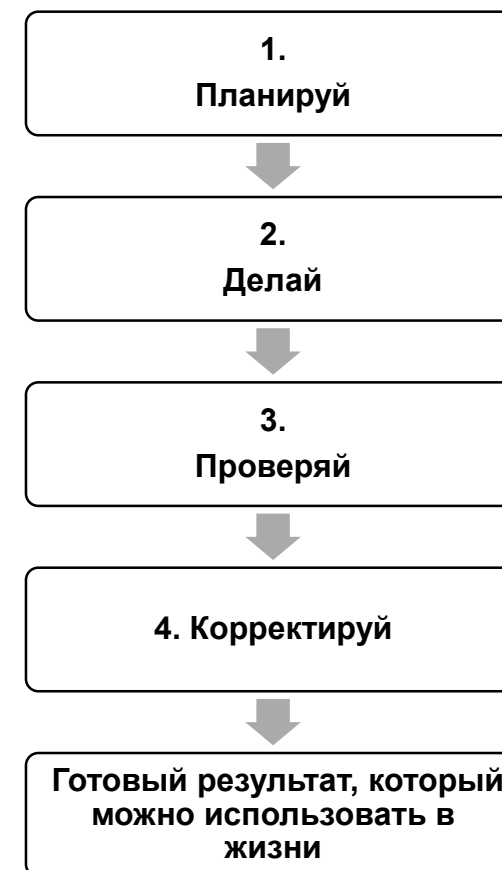 1.
Планируй
2.
Делай
3.
Проверяй
4. Корректируй
Готовый результат, который
можно использовать в
жизни